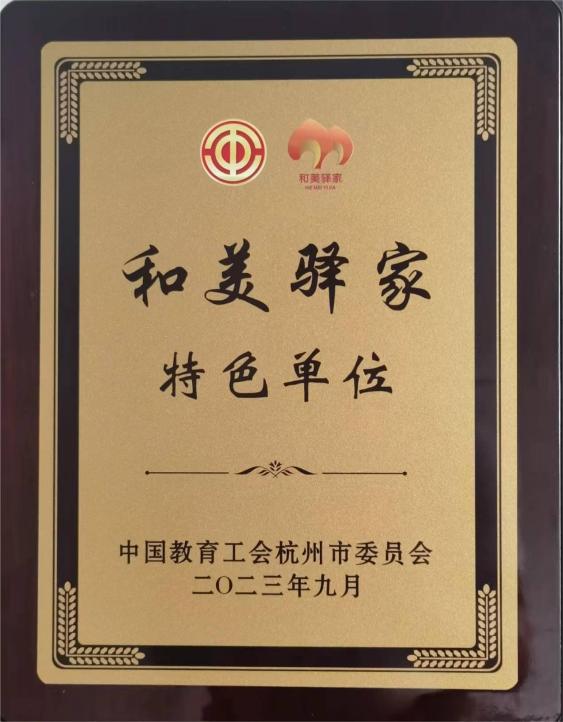 和美驿家
HE MEI YI JIA
和美驿家
特色单位
中国教育工会杭州市委员会
二〇二三年九月